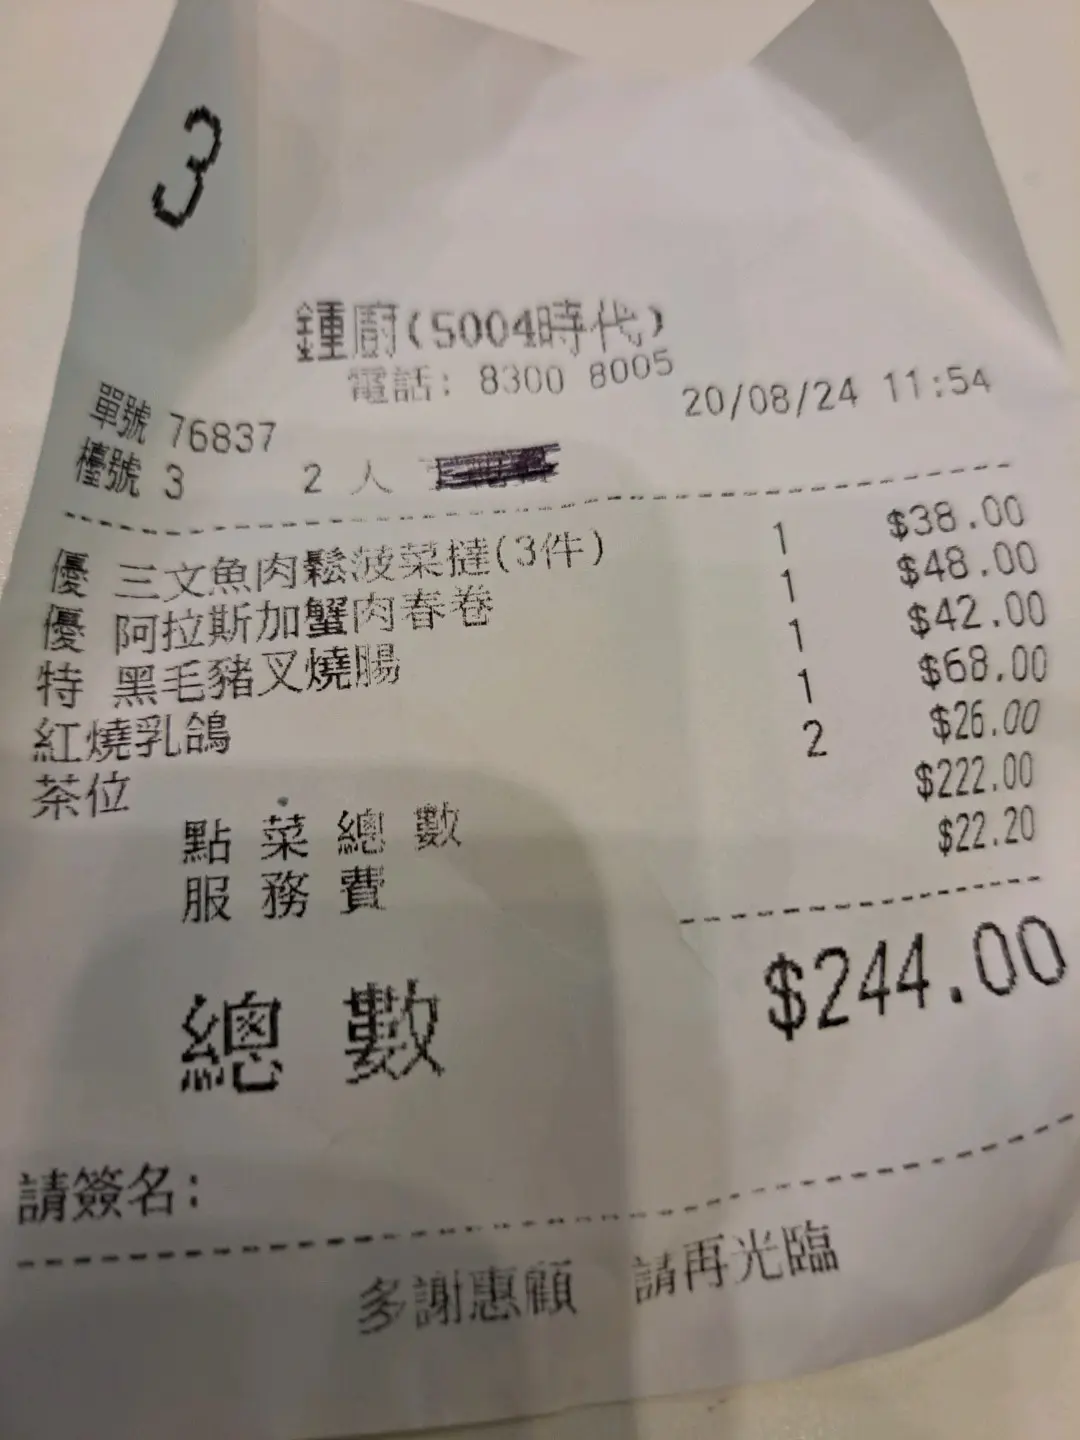 3
鍾廚(5004時代)
電話: 8300 8005
單號 76837 20/08/24 11:54
檯號 3 2 人
優 三文魚肉鬆菠菜撻(3件) 1 $38.00
優 阿拉斯加蟹肉春卷 1 $48.00
特 黑毛豬叉燒腸 1 $42.00
紅燒乳鴿 1 $68.00
茶位 2 $26.00
點菜總數 $222.00
服務費 $22.20
總數 $244.00
請簽名:
多謝惠顧 請再光臨